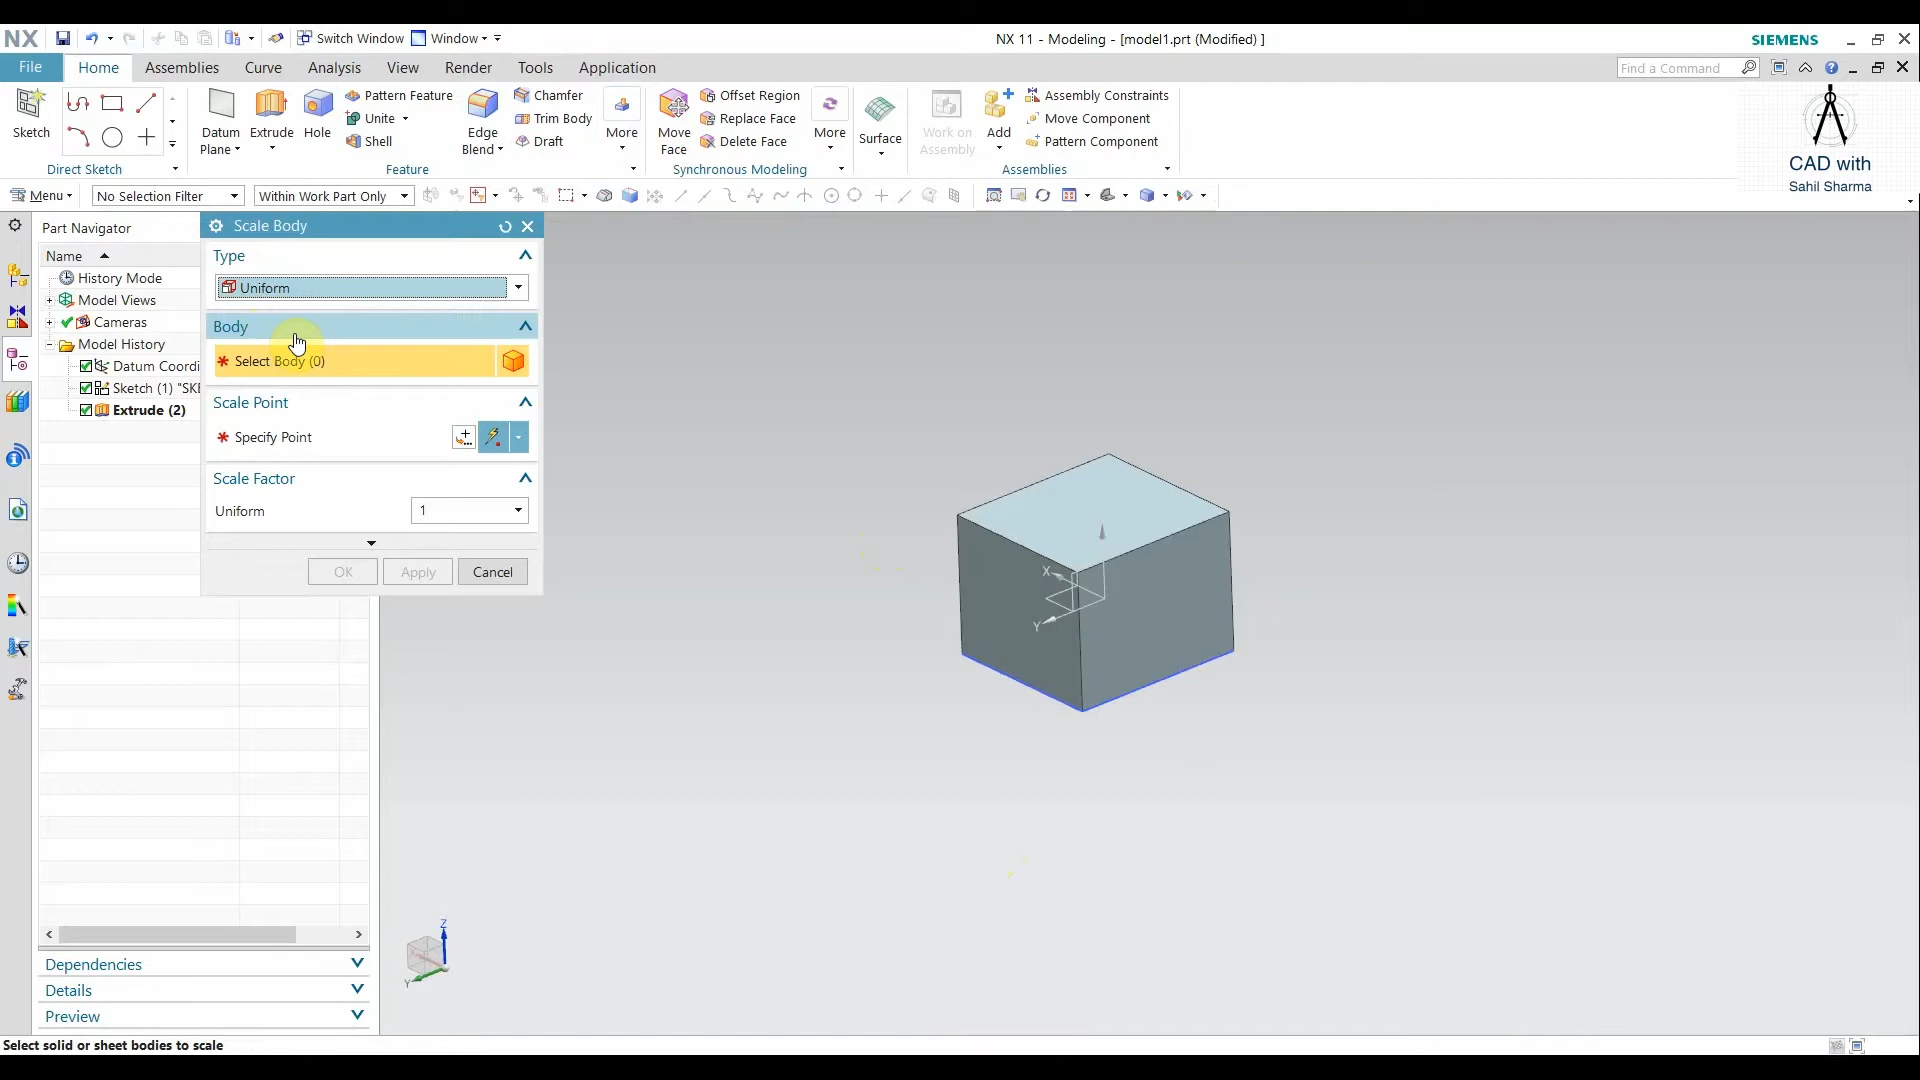 NX
Switch Window
Window
NX 11 - Modeling - [model1.prt (Modified) ]
SIEMENS
File
Home
Assemblies
Curve
Analysis
View
Render
Tools
Application
Find a Command
Sketch
Direct Sketch
Datum
Plane
Extrude
Hole
Pattern Feature
Unite
Shell
Edge
Blend
Chamfer
Trim Body
Draft
More
Feature
Move
Face
Offset Region
Replace Face
Delete Face
More
Synchronous Modeling
Surface
Work on
Assembly
Add
Assembly Constraints
Move Component
Pattern Component
Assemblies
CAD with
Sahil Sharma
Menu
No Selection Filter
Within Work Part Only
Part Navigator
Name
History Mode
Model Views
Cameras
Model History
Datum Coordi
Sketch (1) "SKE
Extrude (2)
Scale Body
Type
Uniform
Body
* Select Body (0)
Scale Point
* Specify Point
Scale Factor
Uniform
1
OK
Apply
Cancel
X
Y
Z
Y
Dependencies
Details
Preview
Select solid or sheet bodies to scale